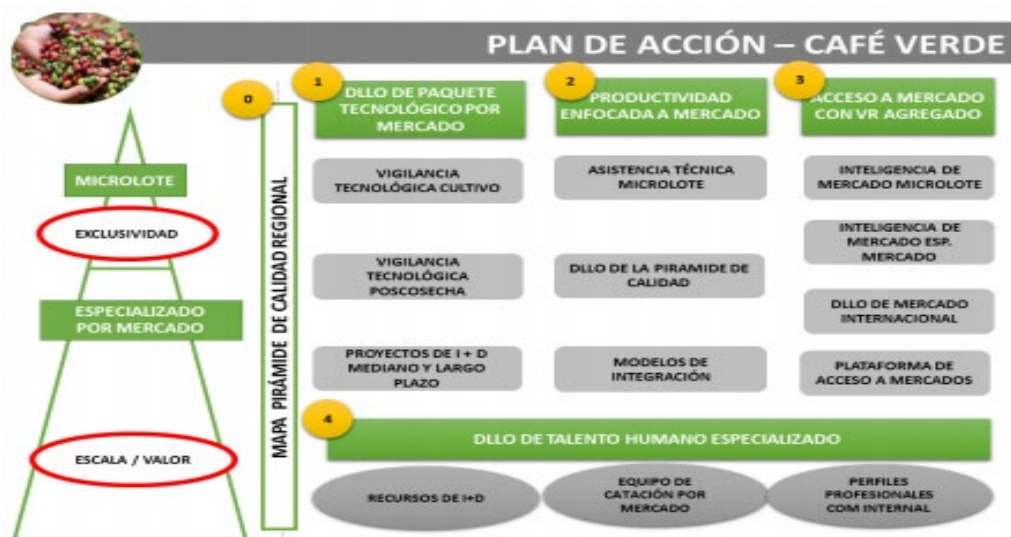 PLAN DE ACCIÓN – CAFÉ VERDE
MICROLOTE
EXCLUSIVIDAD
ESPECIALIZADO
POR MERCADO
ESCALA / VALOR
0
MAPA PIRÁMIDE DE CALIDAD REGIONAL
1
DLLO DE PAQUETE
TECNOLÓGICO POR
MERCADO
VIGILANCIA
TECNOLÓGICA CULTIVO
VIGILANCIA
TECNOLÓGICA
POSCOSECHA
PROYECTOS DE I + D
MEDIANO Y LARGO
PLAZO
2
PRODUCTIVIDAD
ENFOCADA A MERCADO
ASISTENCIA TÉCNICA
MICROLOTE
DLLO DE LA PIRAMIDE DE
CALIDAD
MODELOS DE
INTEGRACIÓN
3
ACCESO A MERCADO
CON VR AGREGADO
INTELIGENCIA DE
MERCADO MICROLOTE
INTELIGENCIA DE
MERCADO ESP.
MERCADO
DLLO DE MERCADO
INTERNACIONAL
PLATAFORMA DE
ACCESO A MERCADOS
4
DLLO DE TALENTO HUMANO ESPECIALIZADO
RECURSOS DE I+D
EQUIPO DE
CATACIÓN POR
MERCADO
PERFILES
PROFESIONALES
COM INTERNAL